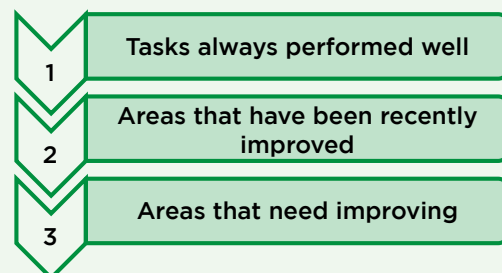 1
Tasks always performed well
2
Areas that have been recently
improved
3
Areas that need improving